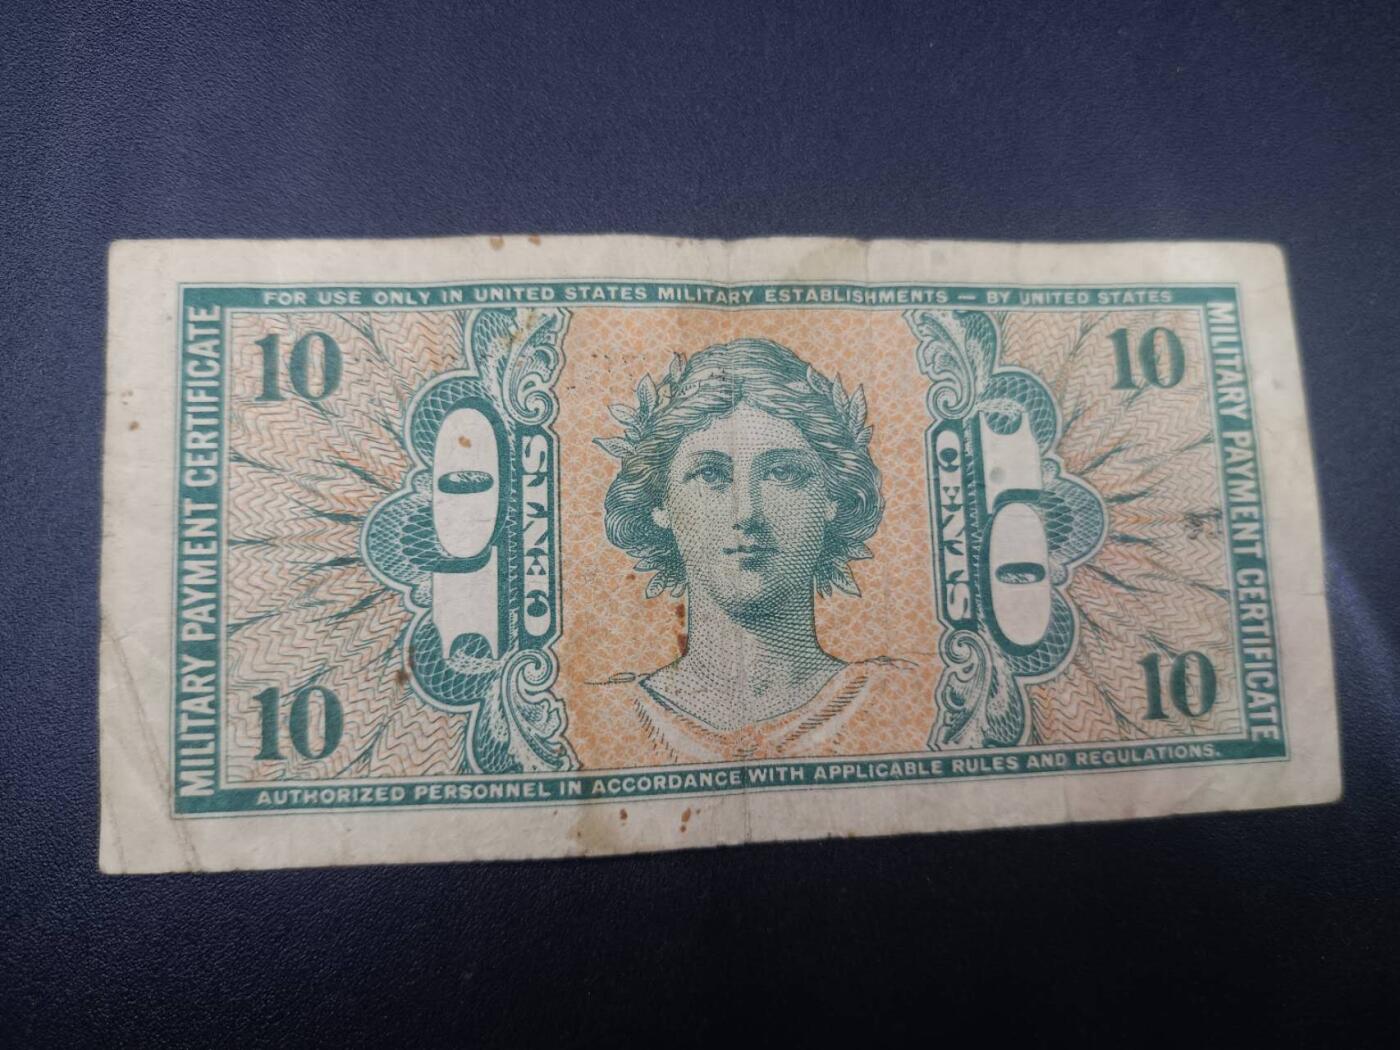 FOR USE ONLY IN UNITED STATES MILITARY ESTABLISHMENTS — BY UNITED STATES
MILITARY PAYMENT CERTIFICATE
10
10
MILITARY PAYMENT CERTIFICATE
10
CENTS
CENTS
10
10
10
AUTHORIZED PERSONNEL IN ACCORDANCE WITH APPLICABLE RULES AND REGULATIONS.